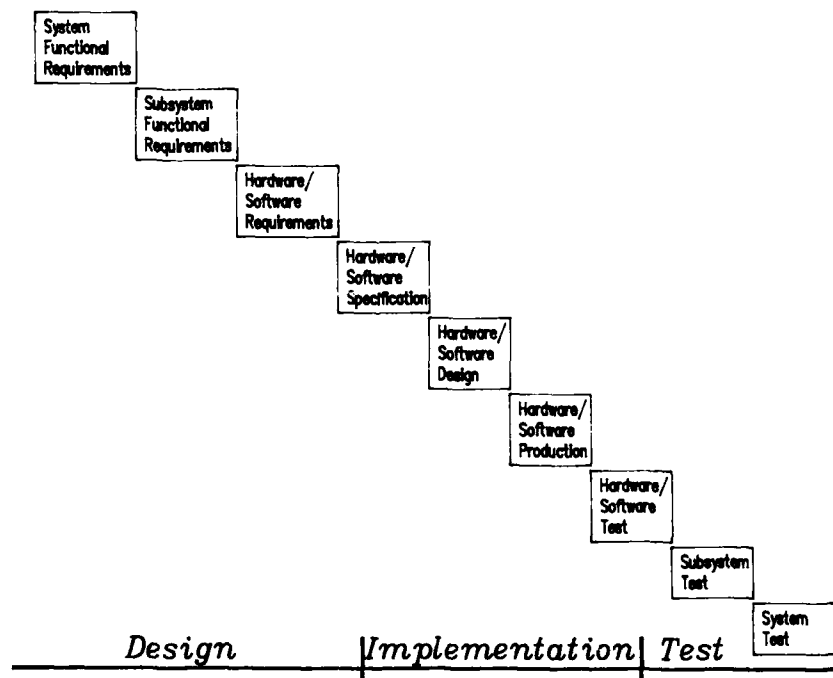 System
Functional
Requirements
Subsystem
Functional
Requirements
Hardware/
Software
Requirements
Hardware/
Software
Specification
Hardware/
Software
Design
Hardware/
Software
Production
Hardware/
Software
Test
Subsystem
Test
System
Test
Design Implementation Test